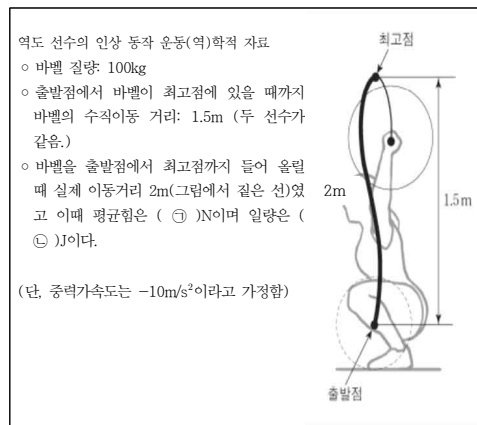 역도 선수의 인상 동작 운동(역)학적 자료
○ 바벨 질량: 100kg
○ 출발점에서 바벨이 최고점에 있을 때까지
바벨의 수직이동 거리: 1.5m (두 선수가
같음.)
○ 바벨을 출발점에서 최고점까지 들어 올릴
때 실제 이동거리 2m(그림에서 짙은 선)였
고 이때 평균힘은 ( ㉠ )N이며 일량은 (
㉡ )J이다.
(단, 중력가속도는 −10m/s²이라고 가정함)
최고점
2m
1.5m
출발점